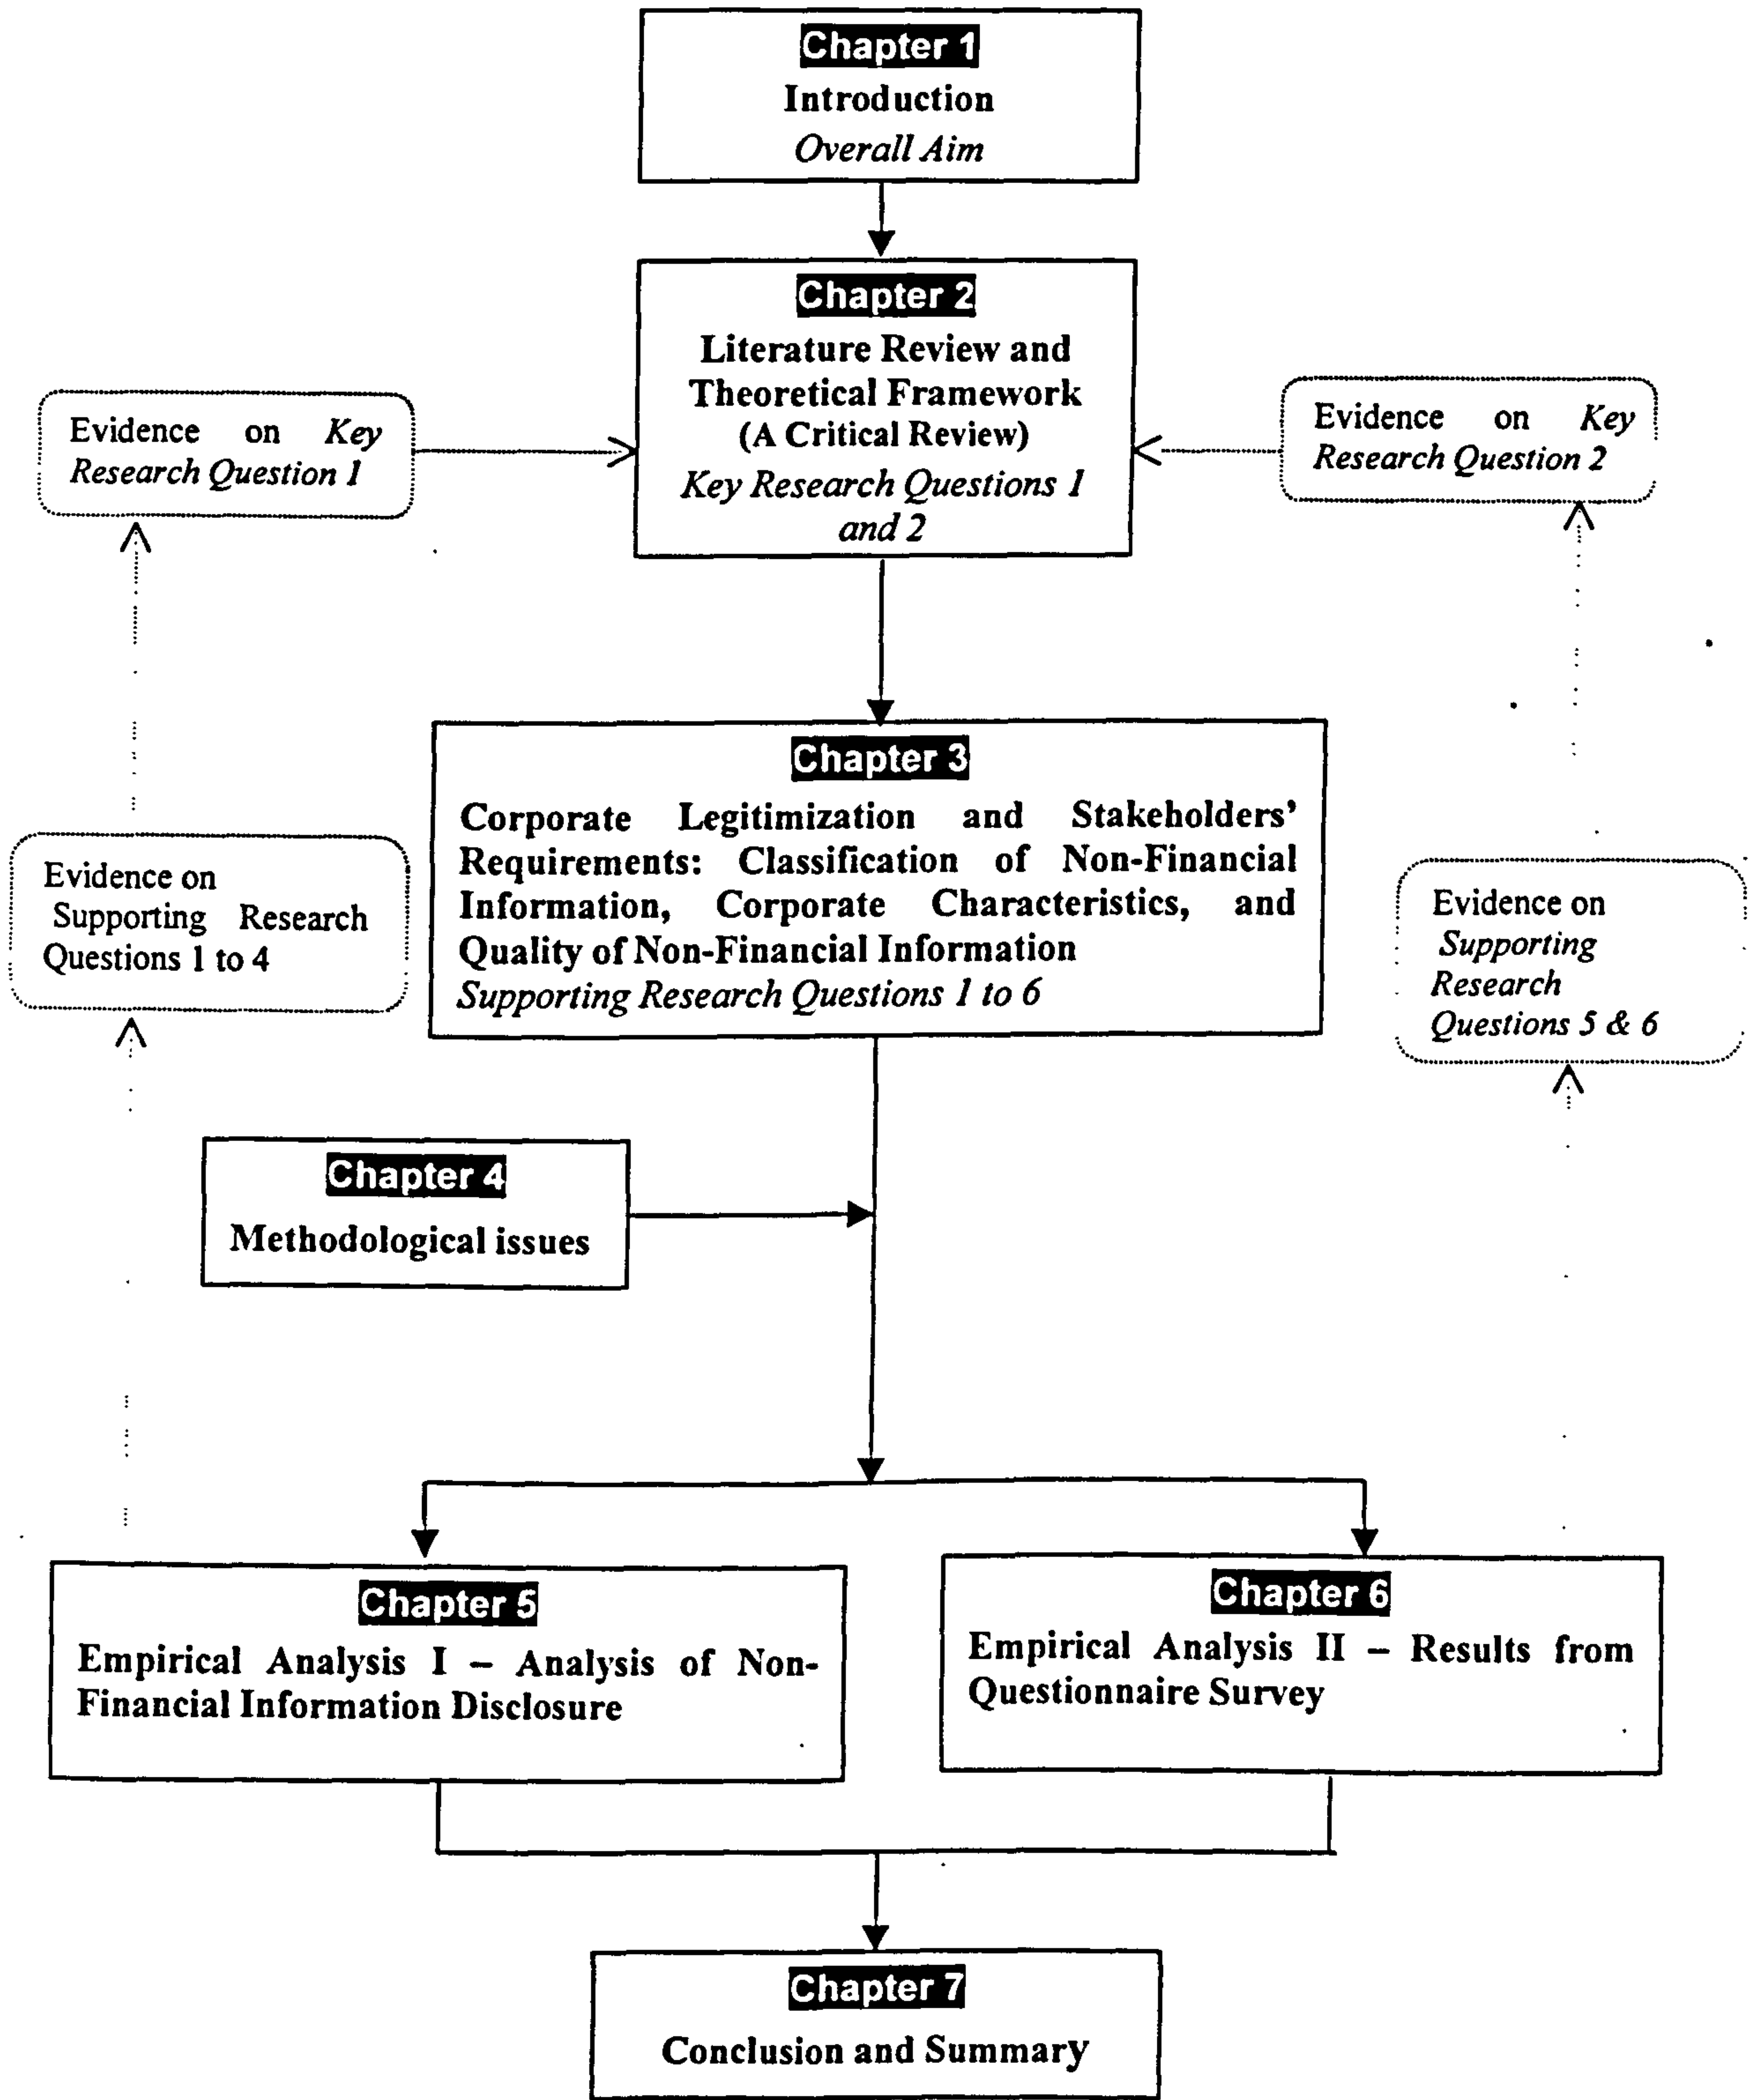 Chapter 1
Introduction
Overall Aim
Chapter 2
Literature Review and
Theoretical Framework
(A Critical Review)
Key Research Questions 1
and 2
Evidence on Key
Research Question 1
Evidence on Key
Research Question 2
Chapter 3
Corporate Legitimization and Stakeholders'
Requirements: Classification of Non-Financial
Information, Corporate Characteristics, and
Quality of Non-Financial Information
Supporting Research Questions 1 to 6
Evidence on
Supporting Research
Questions 1 to 4
Evidence on
Supporting
Research
Questions 5 & 6
Chapter 4
Methodological issues
Chapter 5
Empirical Analysis I – Analysis of Non-
Financial Information Disclosure
Chapter 6
Empirical Analysis II – Results from
Questionnaire Survey
Chapter 7
Conclusion and Summary